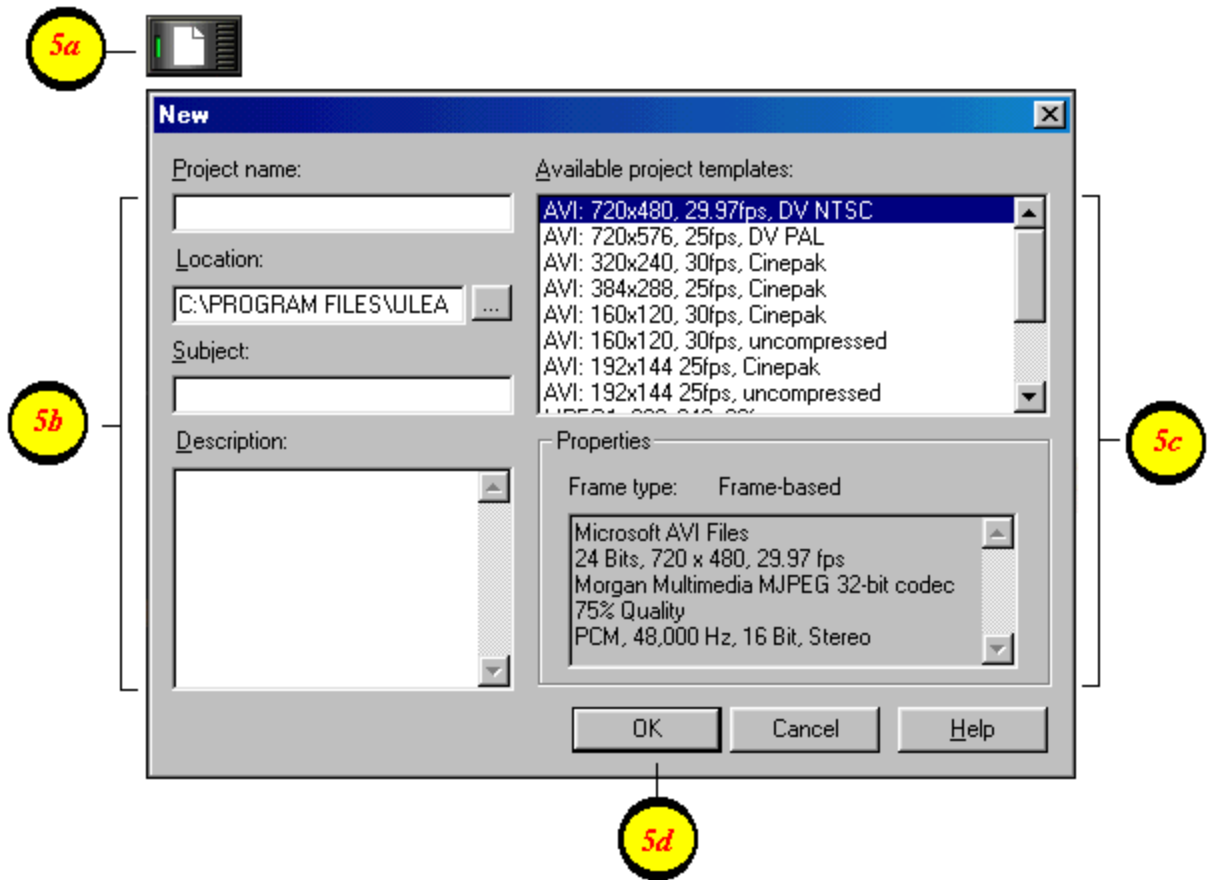 5a
New
Project name:
Available project templates:
AVI: 720x480, 29.97fps, DV NTSC
AVI: 720x576, 25fps, DV PAL
Location:
AVI: 320x240, 30fps, Cinepak
AVI: 384x288, 25fps, Cinepak
C:\PROGRAM FILES\ULEA
...
AVI: 160x120, 30fps, Cinepak
AVI: 160x120, 30fps, uncompressed
Subject:
AVI: 192x144 25fps, Cinepak
AVI: 192x144 25fps, uncompressed
5b
Description:
Properties
5c
Frame type: Frame-based
Microsoft AVI Files
24 Bits, 720 x 480, 29.97 fps
Morgan Multimedia MJPEG 32-bit codec
75% Quality
PCM, 48,000 Hz, 16 Bit, Stereo
OK
Cancel
Help
5d